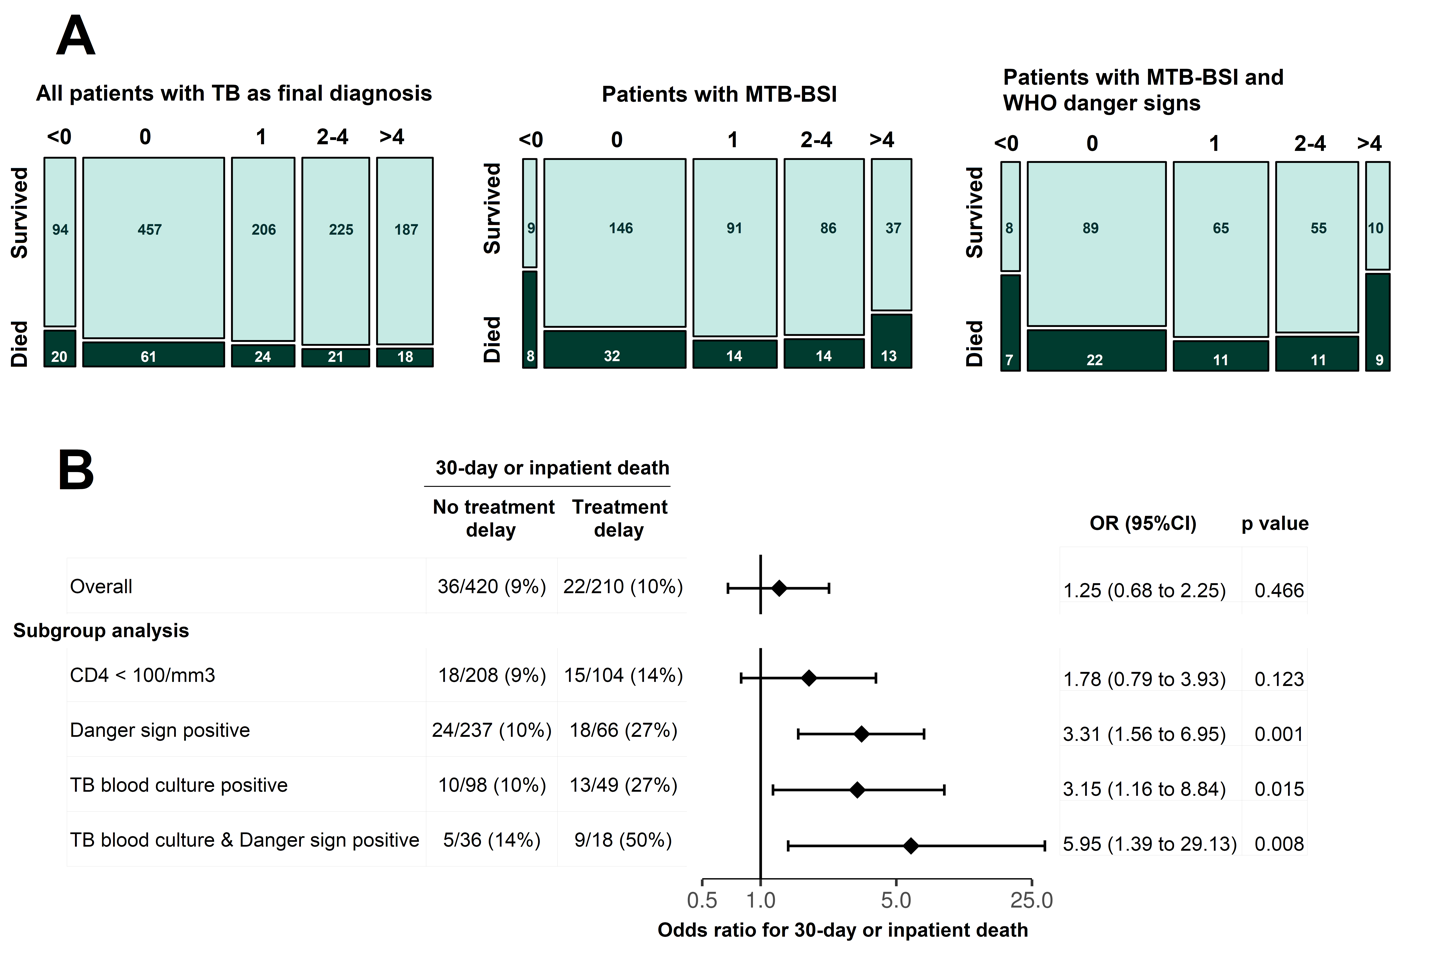 A
All patients with TB as final diagnosis
<0 0 1 2-4 >4
Survived
94 457 206 225 187
Died
20 61 24 21 18
Patients with MTB-BSI
<0 0 1 2-4 >4
Survived
9 146 91 86 37
Died
8 32 14 14 13
Patients with MTB-BSI and
WHO danger signs
<0 0 1 2-4 >4
Survived
8 89 65 55 10
Died
7 22 11 11 9
B
30-day or inpatient death
No treatment delay
Treatment delay
OR (95%CI) p value
Overall 36/420 (9%) 22/210 (10%) 1.25 (0.68 to 2.25) 0.466
Subgroup analysis
CD4 < 100/mm3 18/208 (9%) 15/104 (14%) 1.78 (0.79 to 3.93) 0.123
Danger sign positive 24/237 (10%) 18/66 (27%) 3.31 (1.56 to 6.95) 0.001
TB blood culture positive 10/98 (10%) 13/49 (27%) 3.15 (1.16 to 8.84) 0.015
TB blood culture & Danger sign positive 5/36 (14%) 9/18 (50%) 5.95 (1.39 to 29.13) 0.008
0.5 1.0 5.0 25.0
Odds ratio for 30-day or inpatient death